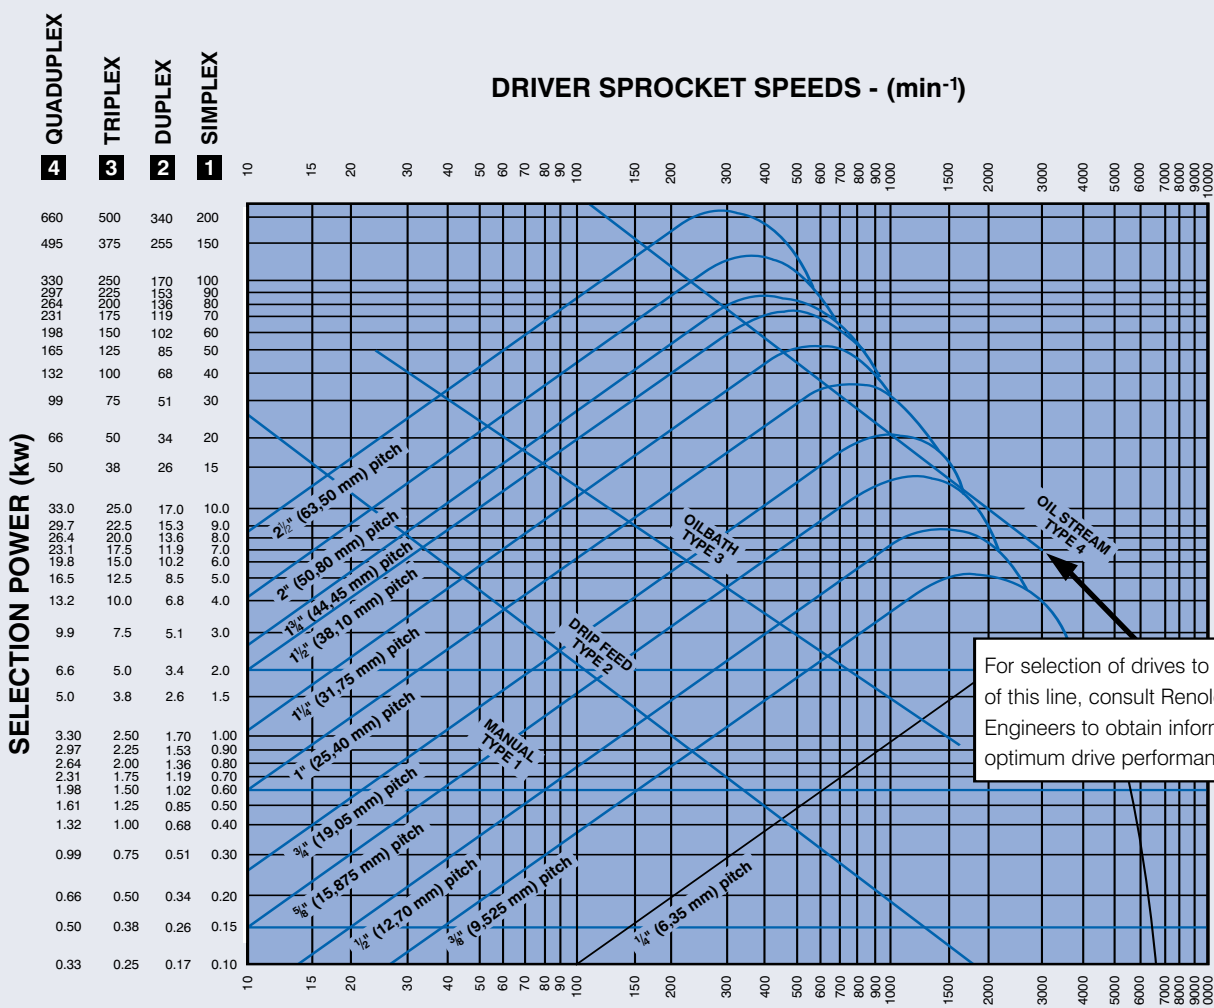 DRIVER SPROCKET SPEEDS - (min-1)
QUADUPLEX TRIPLEX DUPLEX SIMPLEX
4 3 2 1
10 15 20 30 40 50 60 70 80 90 100 150 200 300 400 500 600 700 800 900 1000 1500 2000 3000 4000 5000 6000 7000 8000 9000 10000
SELECTION POWER (kw)
660 500 340 200
495 375 255 150
330 250 170 100
297 225 153 90
264 200 136 80
231 175 119 70
198 150 102 60
165 125 85 50
132 100 68 40
99 75 51 30
66 50 34 20
50 38 26 15
33.0 25.0 17.0 10.0
29.7 22.5 15.3 9.0
26.4 20.0 13.6 8.0
23.1 17.5 11.9 7.0
19.8 15.0 10.2 6.0
16.5 12.5 8.5 5.0
13.2 10.0 6.8 4.0
9.9 7.5 5.1 3.0
6.6 5.0 3.4 2.0
5.0 3.8 2.6 1.5
3.30 2.50 1.70 1.00
2.97 2.25 1.53 0.90
2.64 2.00 1.36 0.80
2.31 1.75 1.19 0.70
1.98 1.50 1.02 0.60
1.61 1.25 0.85 0.50
1.32 1.00 0.68 0.40
0.99 0.75 0.51 0.30
0.66 0.50 0.34 0.20
0.50 0.38 0.26 0.15
0.33 0.25 0.17 0.10
2½" (63,50 mm) pitch
2" (50,80 mm) pitch
1¾" (44,45 mm) pitch
1½" (38,10 mm) pitch
1¼" (31,75 mm) pitch
1" (25,40 mm) pitch
¾" (19,05 mm) pitch
⅝" (15,875 mm) pitch
½" (12,70 mm) pitch
⅜" (9,525 mm) pitch
¼" (6,35 mm) pitch
MANUAL
TYPE 1
DRIP FEED
TYPE 2
OILBATH
TYPE 3
OIL STREAM
TYPE 4
For selection of drives to
of this line, consult Renol
Engineers to obtain infor
optimum drive performan
10 15 20 30 40 50 60 70 80 90 100 150 200 300 400 500 600 700 800 900 1000 1500 2000 3000 4000 5000 6000 7000 8000 9000 10000